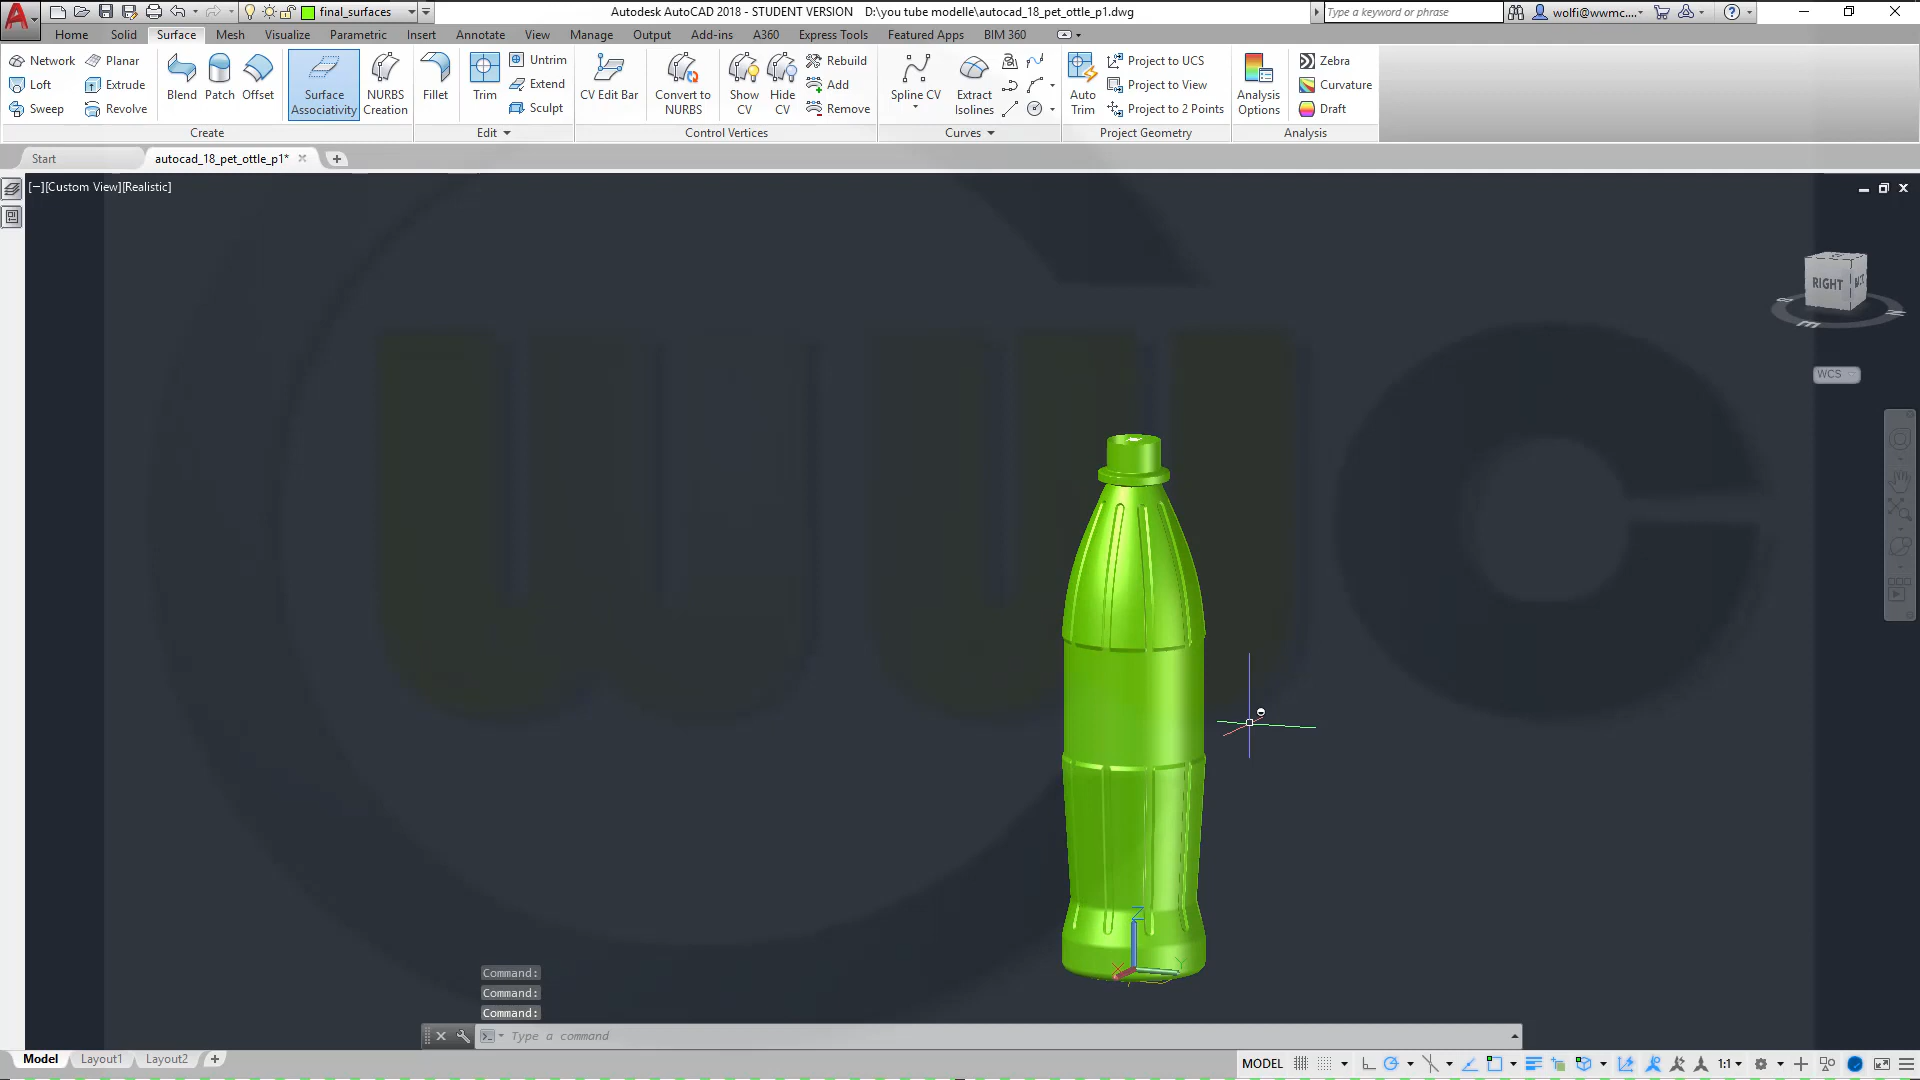 final_surfaces
Autodesk AutoCAD 2018 - STUDENT VERSION D:\you tube modelle\autocad_18_pet_ottle_p1.dwg
Type a keyword or phrase
wolfi@wwmc...
Home Solid Surface Mesh Visualize Parametric Insert Annotate View Manage Output Add-ins A360 Express Tools Featured Apps BIM 360
Network Planar
Loft Extrude
Sweep Revolve
Blend Patch Offset
Surface Associativity
NURBS Creation
Fillet
Trim
Untrim
Extend
Sculpt
CV Edit Bar
Convert to NURBS
Show CV
Hide CV
Rebuild
Add
Remove
Spline CV
Extract Isolines
Auto Trim
Project to UCS
Project to View
Project to 2 Points
Analysis Options
Zebra
Curvature
Draft
Create Edit Control Vertices Curves Project Geometry Analysis
Start autocad_18_pet_ottle_p1*
[−][Custom View][Realistic]
RIGHT
WCS
Z
X
Y
Command:
Command:
Command:
Type a command
Model Layout1 Layout2
MODEL 1:1